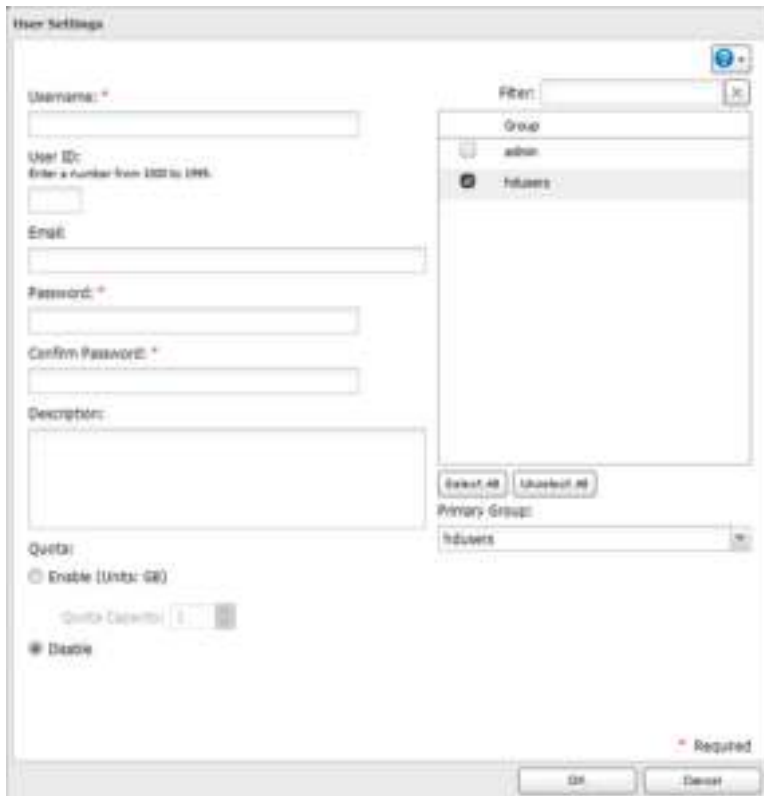 User Settings
Username: *
User ID:
Enter a number from 1000 to 1999.
Email
Password: *
Confirm Password: *
Description:
Quota:
Enable (Units: GB)
Quota Capacity: 1
Disable
Filter:
Group
admin
hdusers
Select All Unselect All
Primary Group:
hdusers
* Required
OK Cancel